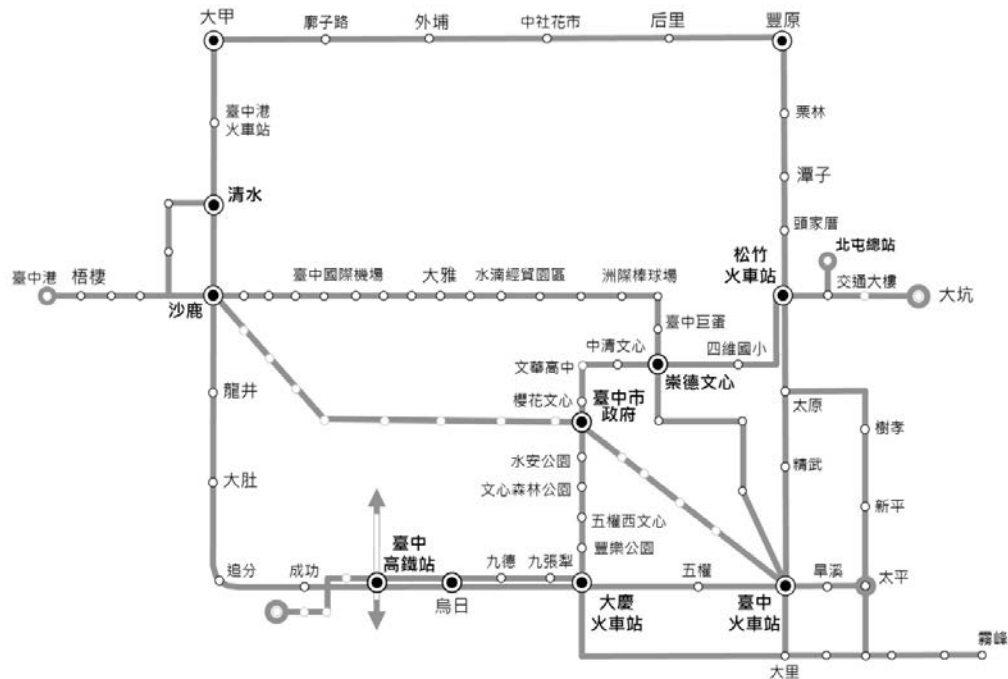 大甲
廓子路
外埔
中社花市
后里
豐原
臺中港
火車站
栗林
潭子
清水
頭家厝
松竹
火車站
北屯總站
臺中港
梧棲
臺中國際機場
大雅
水湳經貿園區
洲際棒球場
交通大樓
大坑
沙鹿
臺中巨蛋
中清文心
四維國小
文華高中
崇德文心
龍井
櫻花文心
臺中市
政府
太原
樹孝
水安公園
精武
大肚
文心森林公園
五權西文心
新平
臺中
高鐵站
豐樂公園
追分
成功
九德
九張犁
五權
旱溪
太平
烏日
大慶
火車站
臺中
火車站
大里
霧峰